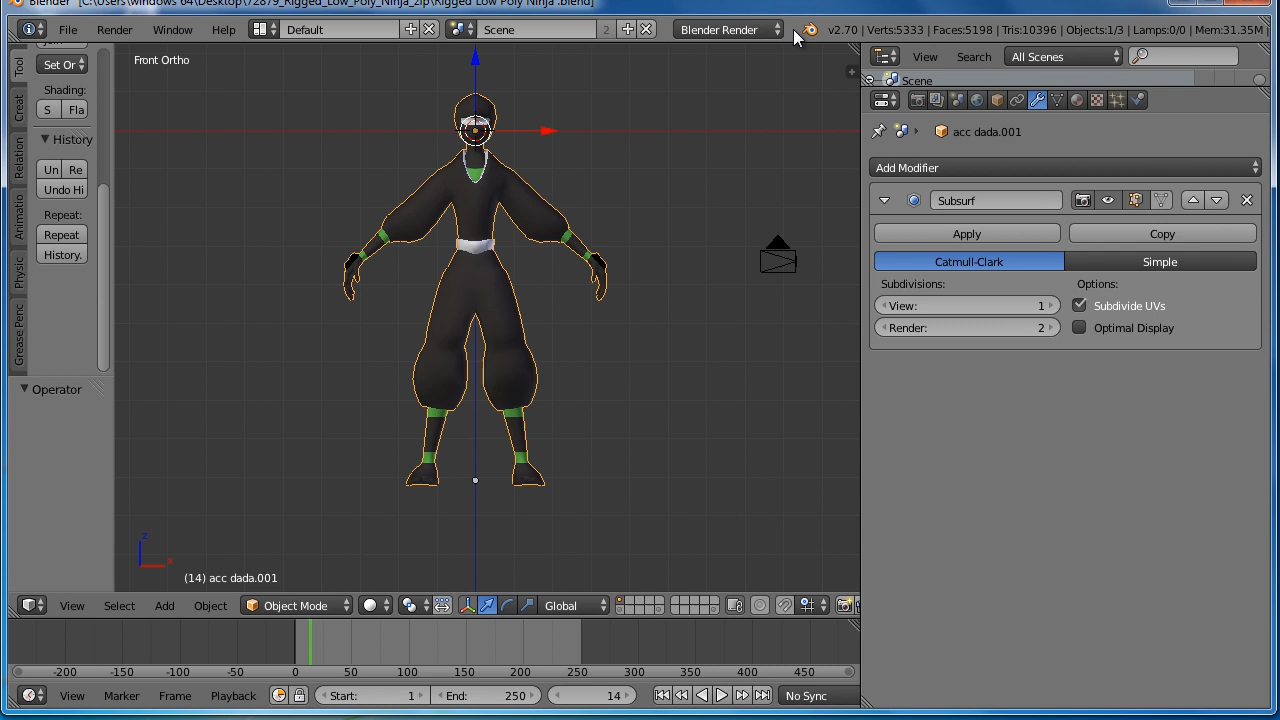 Blender [C:\Users\windows 64\Desktop\72879_Rigged_Low_Poly_Ninja_zip\Rigged Low Poly Ninja .blend]
File Render Window Help Default Scene 2 Blender Render v2.70 | Verts:5333 | Faces:5198 | Tris:10396 | Objects:1/3 | Lamps:0/0 | Mem:31.35M
View Search All Scenes
Scene
Front Ortho
Tool
Creat
Relation
Animatio
Physic
Grease Penc
Join
Set Or
Shading:
S Fla
History
Un Re
Undo Hi
Repeat:
Repeat
History.
Operator
z
x
(14) acc dada.001
acc dada.001
Add Modifier
Subsurf
Apply Copy
Catmull-Clark Simple
Subdivisions: Options:
View: 1 Subdivide UVs
Render: 2 Optimal Display
View Select Add Object Object Mode Global
-200 -150 -100 -50 0 50 100 150 200 250 300 350 400 450
View Marker Frame Playback Start: 1 End: 250 14 No Sync